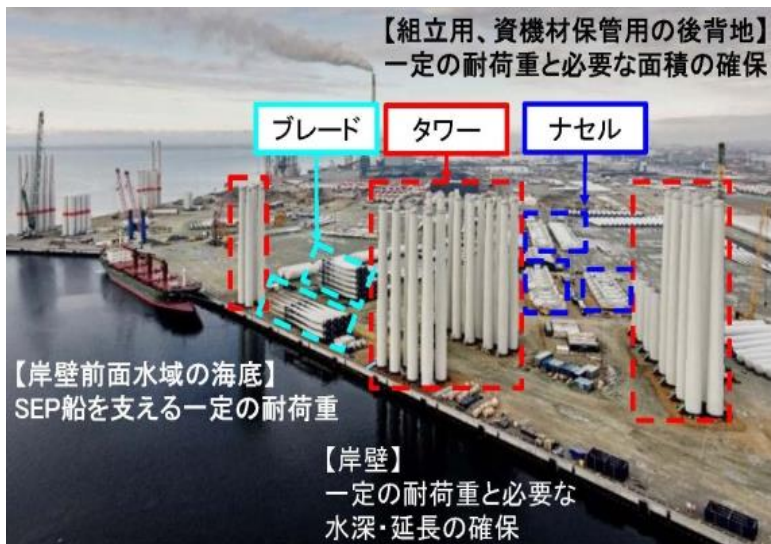 【組立用、資機材保管用の後背地】
一定の耐荷重と必要な面積の確保
ブレード
タワー
ナセル
【岸壁前面水域の海底】
SEP船を支える一定の耐荷重
【岸壁】
一定の耐荷重と必要な
水深・延長の確保